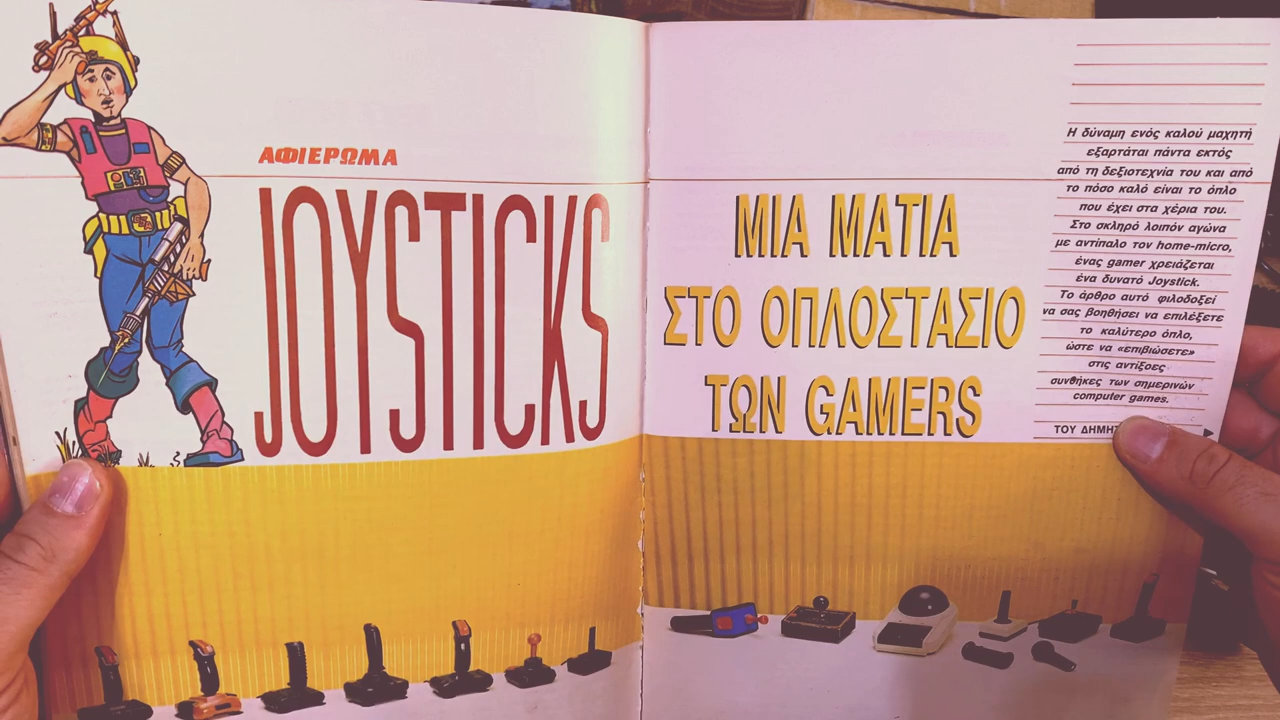 ΑΦΙΕΡΩΜΑ
JOYSTICKS
ΜΙΑ ΜΑΤΙΑ
ΣΤΟ ΟΠΛΟΣΤΑΣΙΟ
ΤΩΝ GAMERS
Η δύναμη ενός καλού μαχητή
εξαρτάται πάντα εκτός
από τη δεξιοτεχνία του και από
το πόσο καλό είναι το όπλο
που έχει στα χέρια του.
Στο σκληρό λοιπόν αγώνα
με αντίπαλο τον home-micro,
ένας gamer χρειάζεται
ένα δυνατό Joystick.
Το άρθρο αυτό φιλοδοξεί
να σας βοηθήσει να επιλέξετε
το καλύτερο όπλο,
ώστε να «επιβιώσετε»
στις αντίξοες
συνθήκες των σημερινών
computer games.
ΤΟΥ